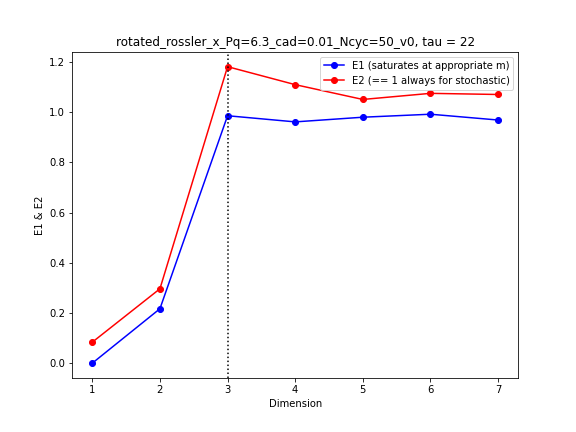 rotated_rossler_x_Pq=6.3_cad=0.01_Ncyc=50_v0, tau = 22
E1 (saturates at appropriate m)
E2 (== 1 always for stochastic)
E1 & E2
1.2
1.0
0.8
0.6
0.4
0.2
0.0
1 2 3 4 5 6 7
Dimension